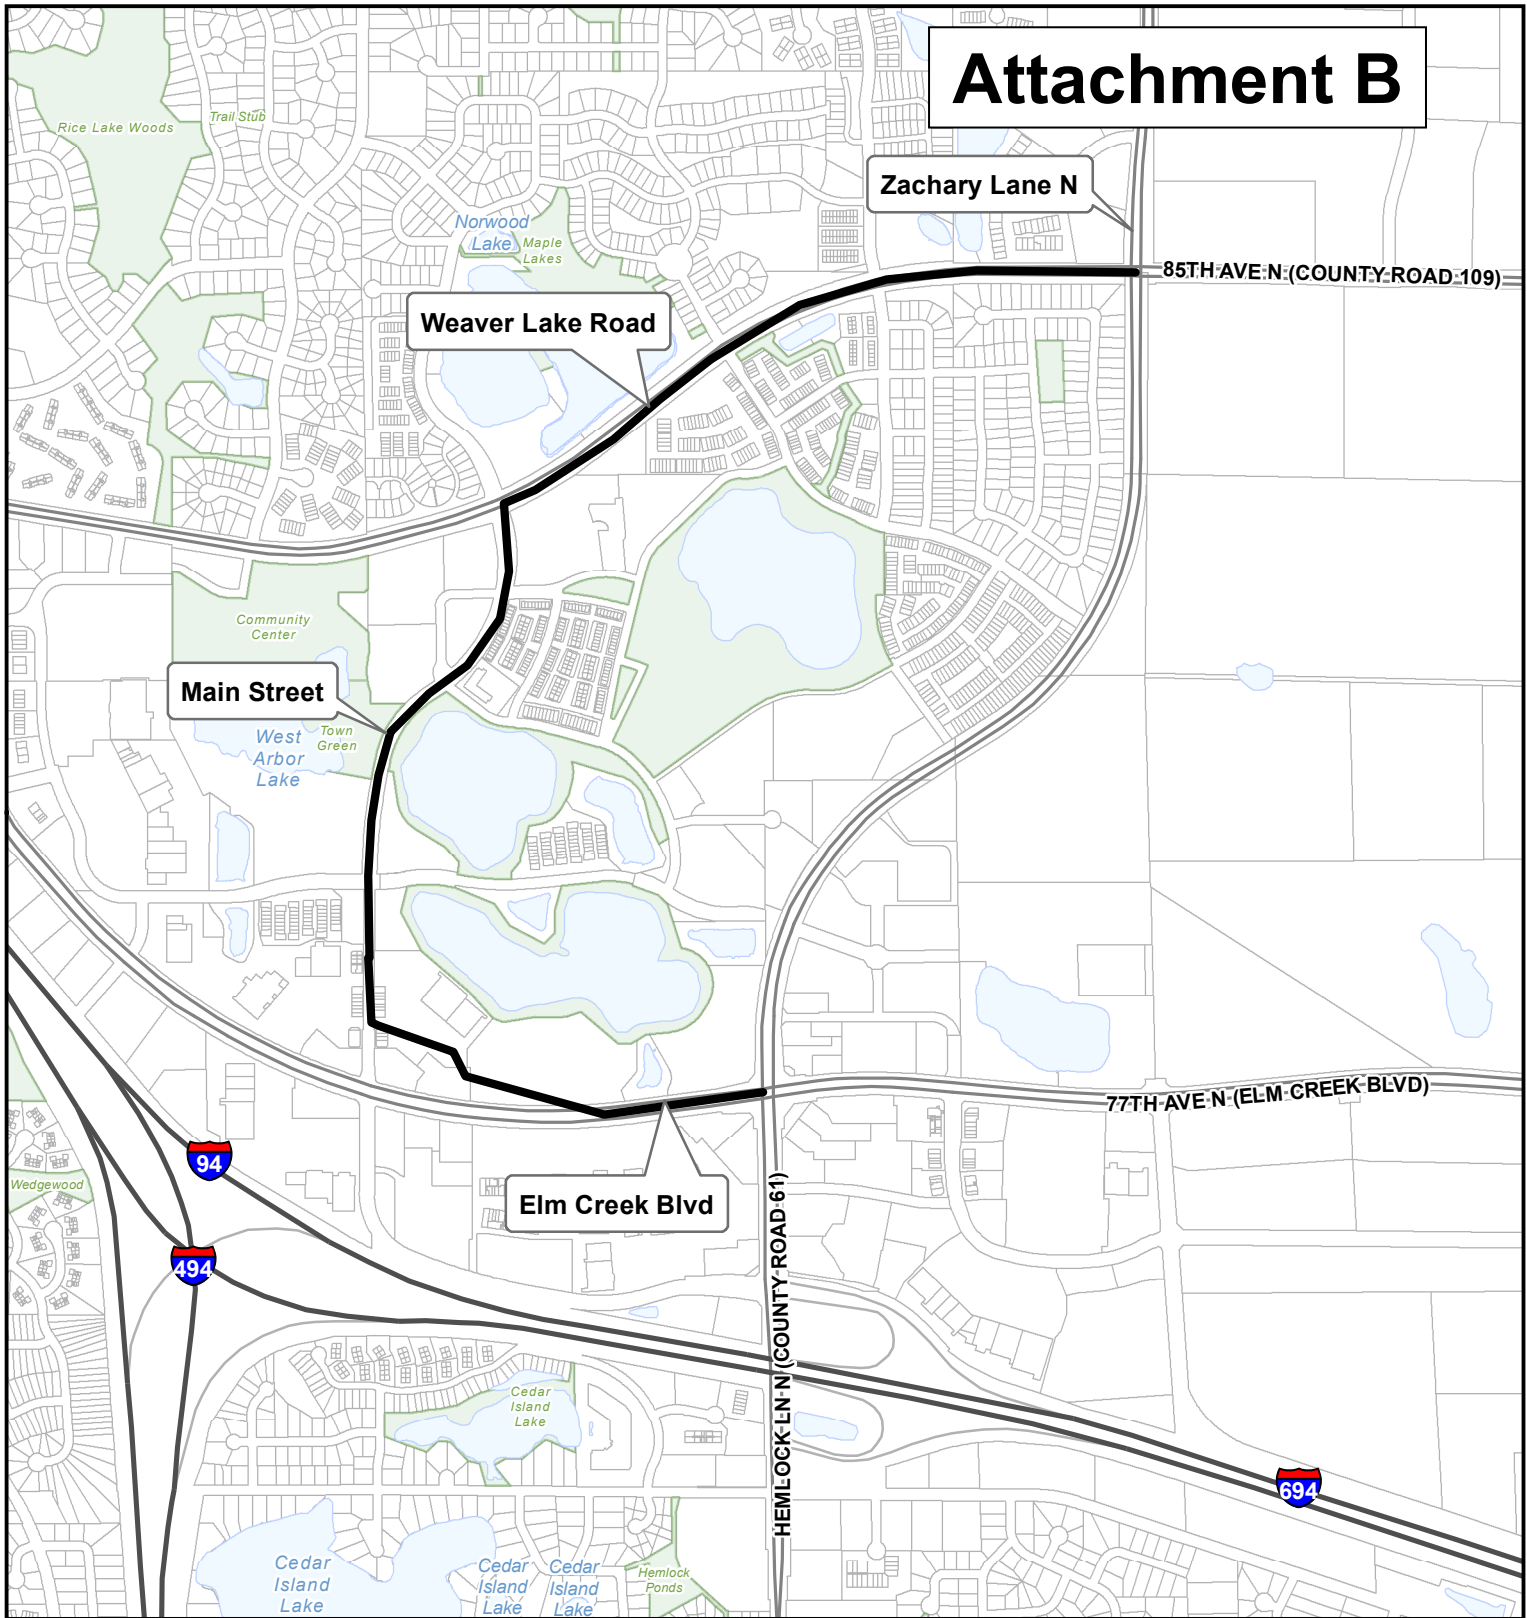 Attachment B
Rice Lake Woods
Trail Stub
Zachary Lane N
Norwood
Lake
Maple
Lakes
85TH AVE N (COUNTY ROAD 109)
Weaver Lake Road
Community
Center
Main Street
Town
Green
West
Arbor
Lake
77TH AVE N (ELM CREEK BLVD)
94
Wedgewood
Elm Creek Blvd
494
HEMLOCK LN N (COUNTY ROAD 61)
Cedar
Island
Lake
694
Cedar
Island
Lake
Cedar
Island
Lake
Cedar
Island
Lake
Hemlock
Ponds